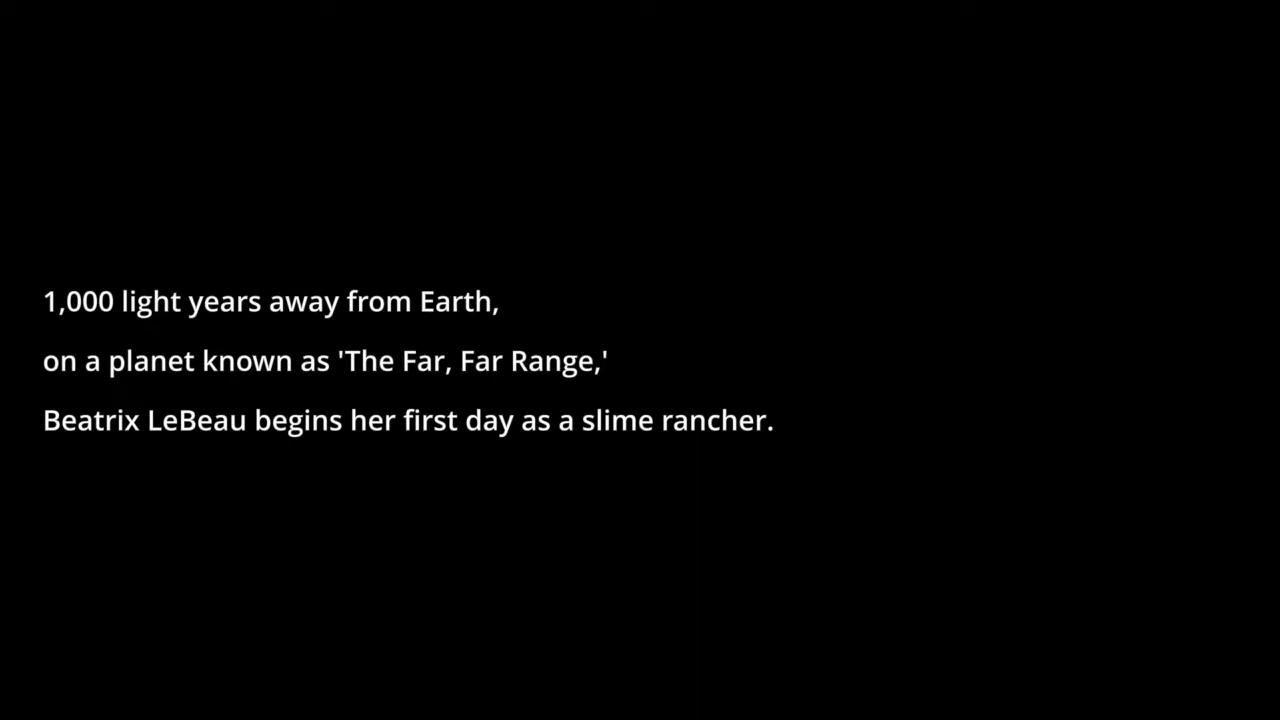 1,000 light years away from Earth,
on a planet known as 'The Far, Far Range,'
Beatrix LeBeau begins her first day as a slime rancher.